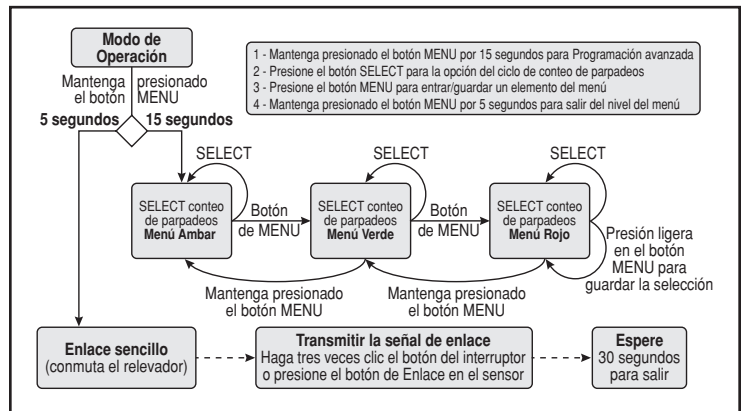 Modo de
Operación
1 - Mantenga presionado el botón MENU por 15 segundos para Programación avanzada
2 - Presione el botón SELECT para la opción del ciclo de conteo de parpadeos
3 - Presione el botón MENU para entrar/guardar un elemento del menú
4 - Mantenga presionado el botón MENU por 5 segundos para salir del nivel del menú
Mantenga presionado
el botón MENU
5 segundos 15 segundos
SELECT
SELECT
SELECT
SELECT conteo
de parpadeos
Menú Ambar
Botón
de MENU
SELECT conteo
de parpadeos
Menú Verde
Botón
de MENU
SELECT conteo
de parpadeos
Menú Rojo
Presión ligera
en el botón
MENU para
guardar la selección
Mantenga presionado
el botón MENU
Mantenga presionado
el botón MENU
Enlace sencillo
(conmuta el relevador)
Transmitir la señal de enlace
Haga tres veces clic el botón del interruptor
o presione el botón de Enlace en el sensor
Espere
30 segundos
para salir